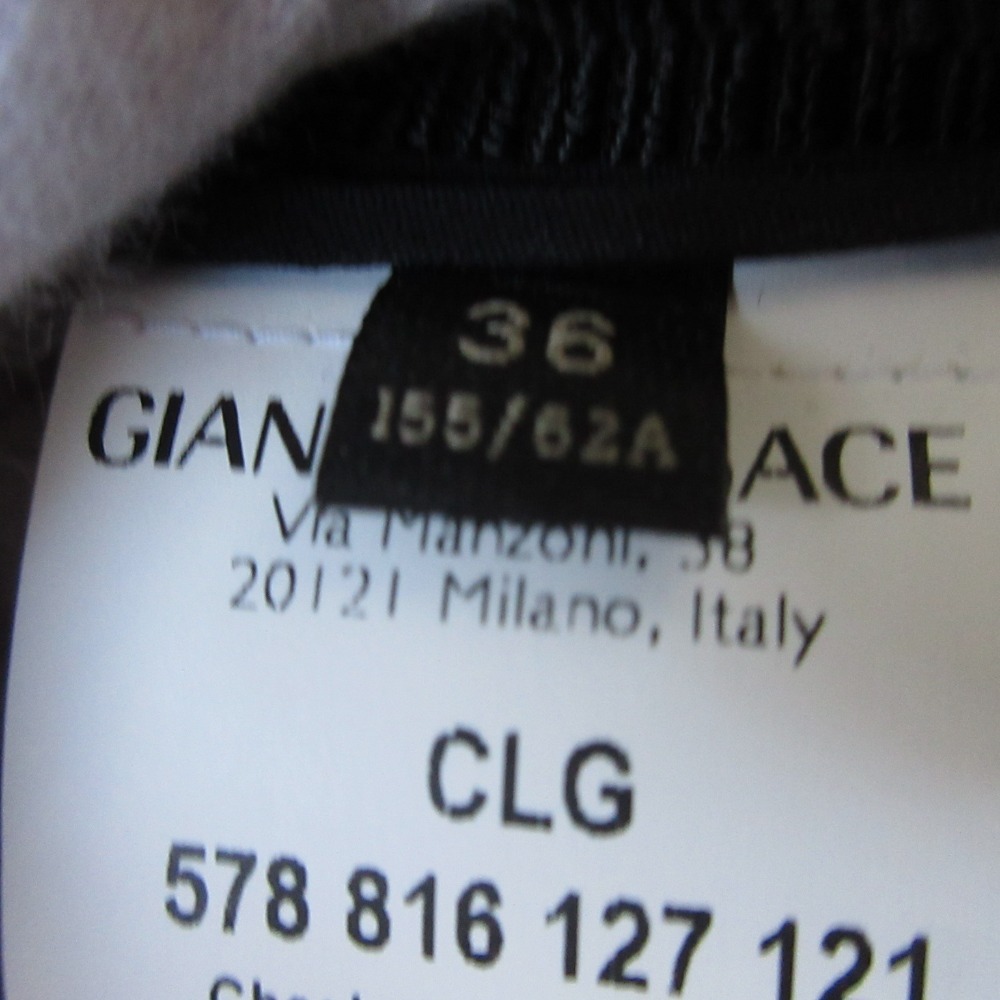 36
155/62A
GIAN ACE
Via Manzoni, 38
20121 Milano, Italy
CLG
578 816 127 121